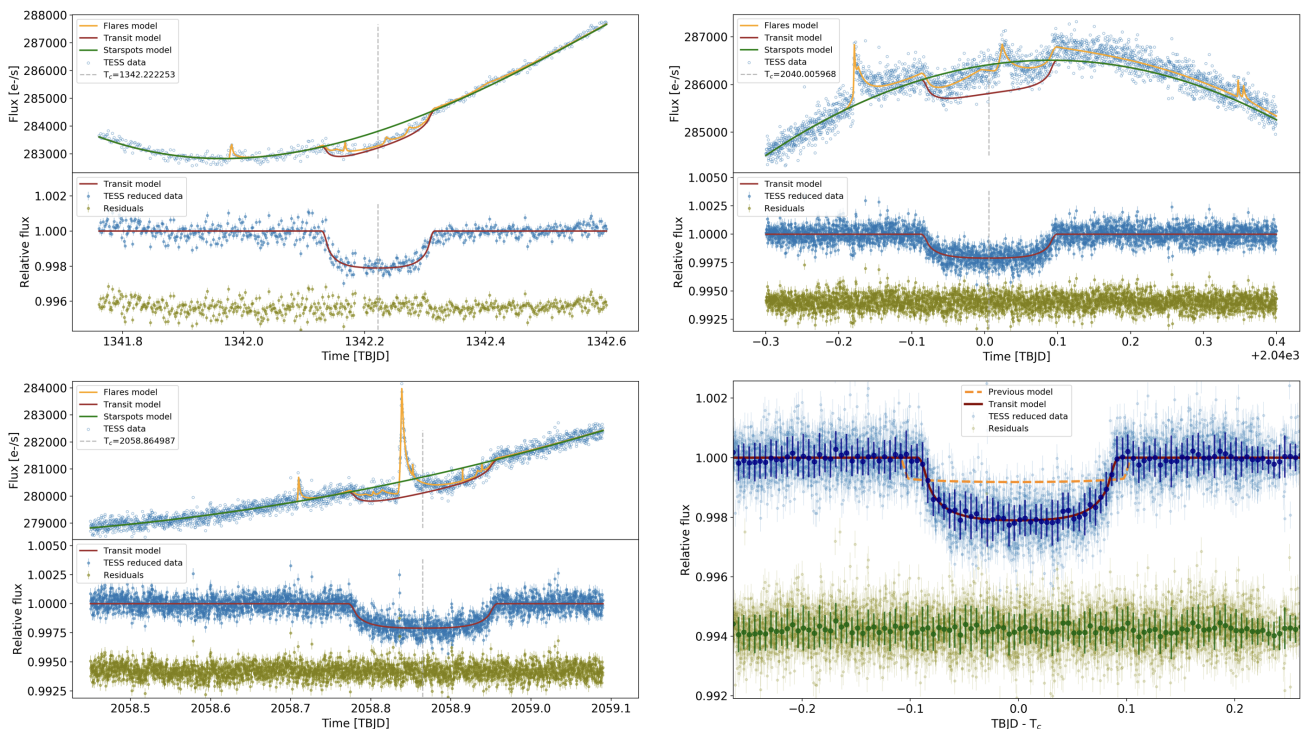 Flares model
Transit model
Starspots model
TESS data
T_c=1342.222253
288000
287000
286000
285000
284000
283000
Flux [e-/s]
Transit model
TESS reduced data
Residuals
1.002
1.000
0.998
0.996
Relative flux
1341.8
1342.0
1342.2
1342.4
1342.6
Time [TBJD]
Flares model
Transit model
Starspots model
TESS data
T_c=2040.005968
287000
286000
285000
Flux [e-/s]
Transit model
TESS reduced data
Residuals
1.0050
1.0025
1.0000
0.9975
0.9950
0.9925
Relative flux
−0.3
−0.2
−0.1
0.0
0.1
0.2
0.3
0.4
Time [TBJD]
+2.04e3
Flares model
Transit model
Starspots model
TESS data
T_c=2058.864987
284000
283000
282000
281000
280000
279000
Flux [e-/s]
Transit model
TESS reduced data
Residuals
1.0050
1.0025
1.0000
0.9975
0.9950
0.9925
Relative flux
2058.5
2058.6
2058.7
2058.8
2058.9
2059.0
2059.1
Time [TBJD]
Previous model
Transit model
TESS reduced data
Residuals
1.002
1.000
0.998
0.996
0.994
0.992
Relative flux
−0.2
−0.1
0.0
0.1
0.2
TBJD - T_c